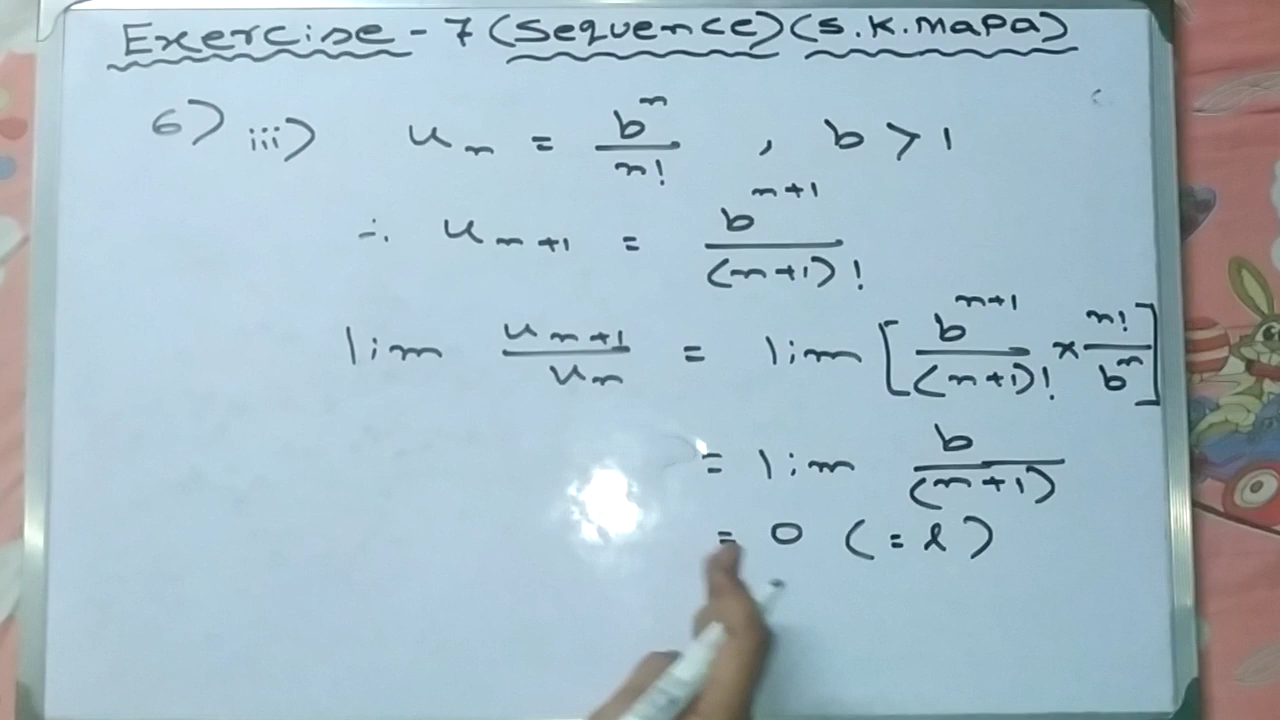 Exercise - 7 (Sequence) (S.K.Mapa)
6) iii) u_n = b^n / n! , b > 1
∴ u_{n+1} = b^{n+1} / (n+1)!
lim u_{n+1} / u_n = lim [ b^{n+1} / (n+1)! × n! / b^n ]
= lim b / (n+1)
= 0 (= l)